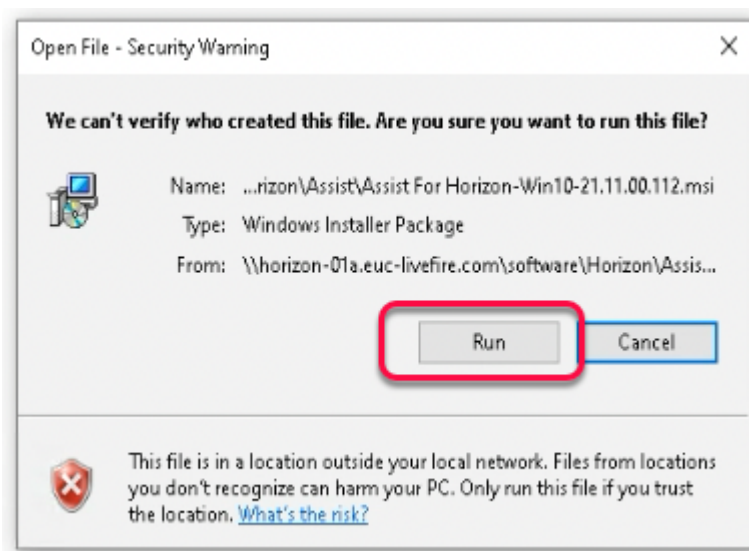 Open File - Security Warning
We can't verify who created this file. Are you sure you want to run this file?
Name: ...rizon\Assist\Assist For Horizon-Win10-21.11.00.112.msi
Type: Windows Installer Package
From: \\horizon-01a.euc-livefire.com\software\Horizon\Assis...
Run Cancel
This file is in a location outside your local network. Files from locations
you don't recognize can harm your PC. Only run this file if you trust
the location. What's the risk?